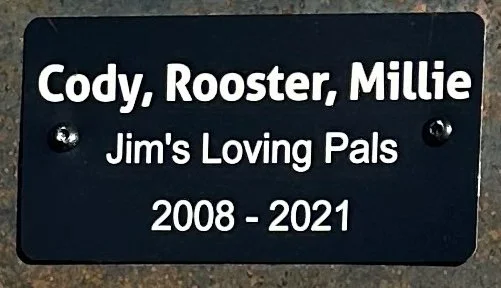 Cody, Rooster, Millie
Jim's Loving Pals
2008 - 2021